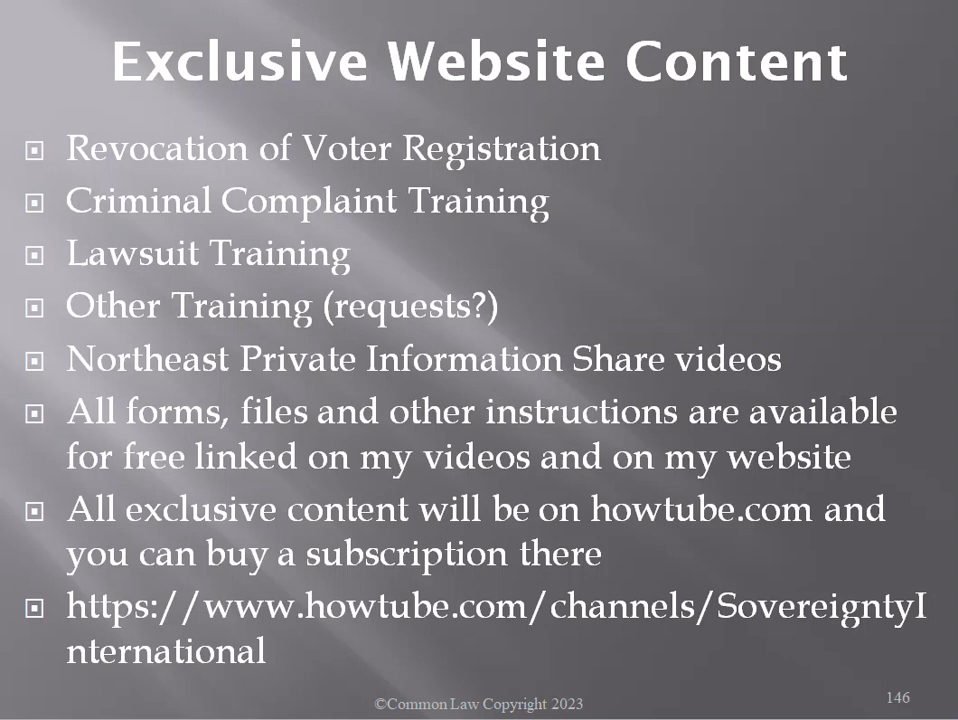 Exclusive Website Content
Revocation of Voter Registration
Criminal Complaint Training
Lawsuit Training
Other Training (requests?)
Northeast Private Information Share videos
All forms, files and other instructions are available
for free linked on my videos and on my website
All exclusive content will be on howtube.com and
you can buy a subscription there
https://www.howtube.com/channels/SovereigntyI
nternational
©Common Law Copyright 2023
146